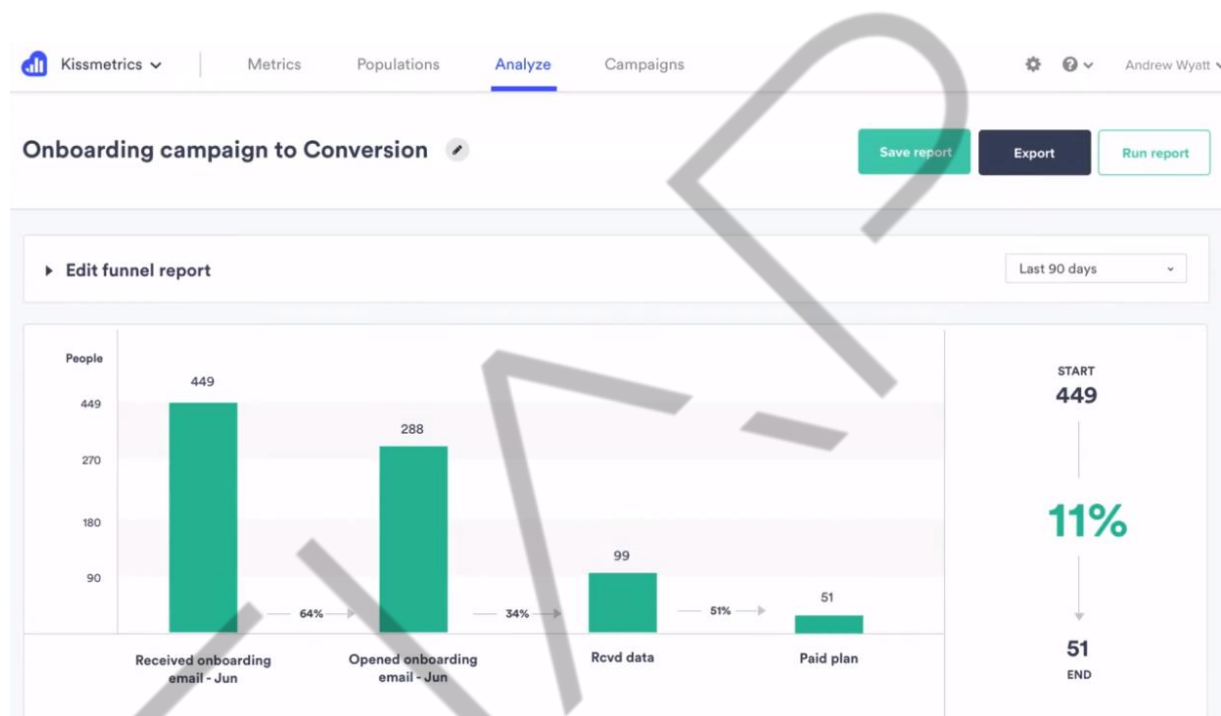 Kissmetrics Metrics Populations Analyze Campaigns Andrew Wyatt
Onboarding campaign to Conversion
Save report Export Run report
Edit funnel report
Last 90 days
People
449
270
180
90
449
288
99
51
64%
34%
51%
Received onboarding
email - Jun
Opened onboarding
email - Jun
Rcvd data
Paid plan
START
449
11%
51
END